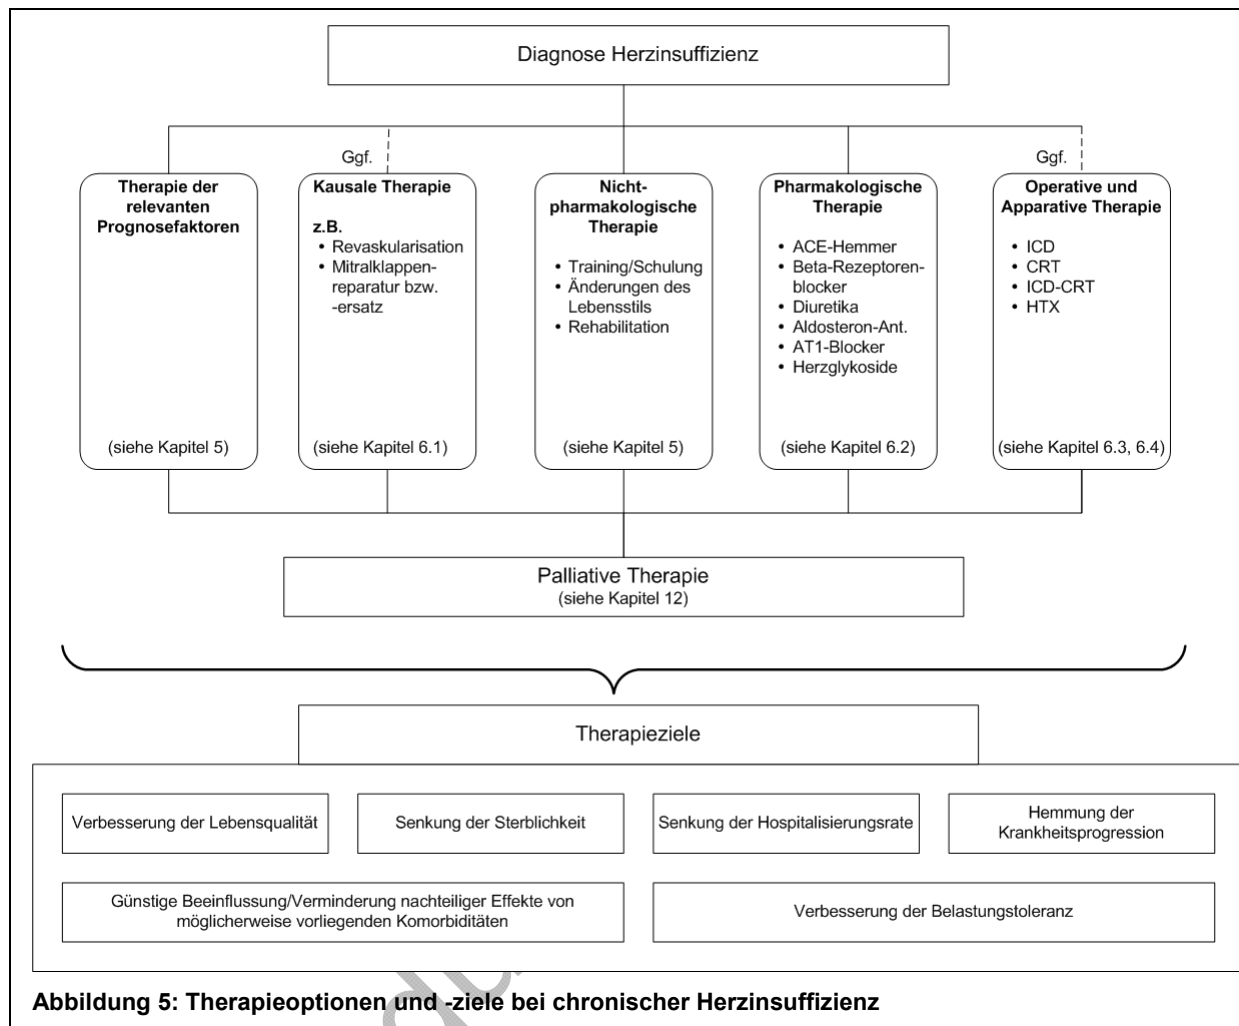 Diagnose Herzinsuffizienz
Ggf.
Ggf.
Therapie der
relevanten
Prognosefaktoren
(siehe Kapitel 5)
Kausale Therapie
z.B.
• Revaskularisation
• Mitralklappen-
reparatur bzw.
-ersatz
(siehe Kapitel 6.1)
Nicht-
pharmakologische
Therapie
• Training/Schulung
• Änderungen des
Lebensstils
• Rehabilitation
(siehe Kapitel 5)
Pharmakologische
Therapie
• ACE-Hemmer
• Beta-Rezeptoren-
blocker
• Diuretika
• Aldosteron-Ant.
• AT1-Blocker
• Herzglykoside
(siehe Kapitel 6.2)
Operative und
Apparative Therapie
• ICD
• CRT
• ICD-CRT
• HTX
(siehe Kapitel 6.3, 6.4)
Palliative Therapie
(siehe Kapitel 12)
Therapieziele
Verbesserung der Lebensqualität
Senkung der Sterblichkeit
Senkung der Hospitalisierungsrate
Hemmung der
Krankheitsprogression
Günstige Beeinflussung/Verminderung nachteiliger Effekte von
möglicherweise vorliegenden Komorbiditäten
Verbesserung der Belastungstoleranz
Abbildung 5: Therapieoptionen und -ziele bei chronischer Herzinsuffizienz